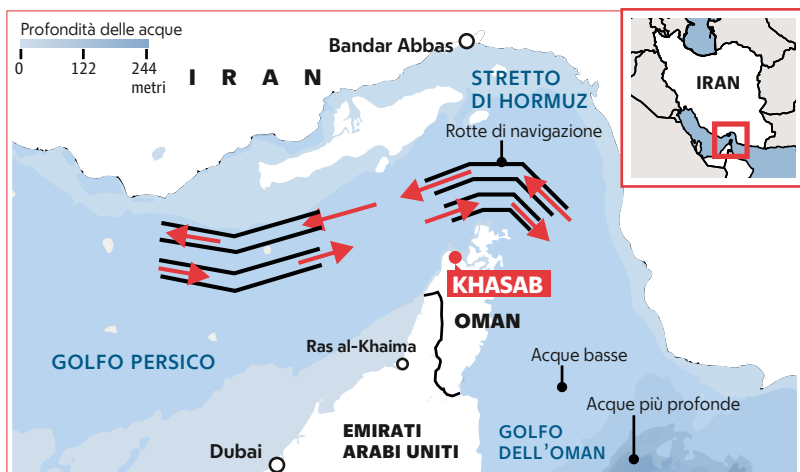 Profondità delle acque
0 122 244
metri
IRAN
Bandar Abbas
STRETTO
DI HORMUZ
Rotte di navigazione
IRAN
KHASAB
OMAN
GOLFO PERSICO
Ras al-Khaima
Acque basse
Acque più profonde
EMIRATI
ARABI UNITI
GOLFO
DELL'OMAN
Dubai